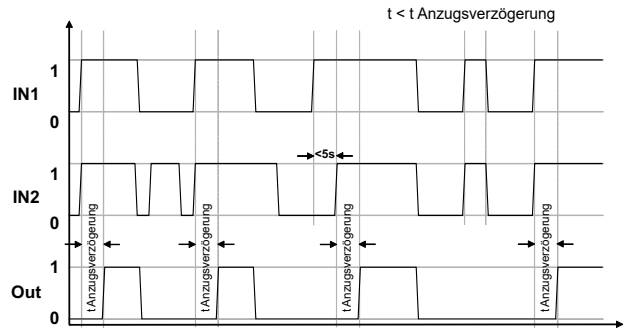 t < t Anzugsverzögerung
1
IN1
0
<5s
1
IN2
0
t Anzugsverzögerung
t Anzugsverzögerung
t Anzugsverzögerung
t Anzugsverzögerung
1
Out
0